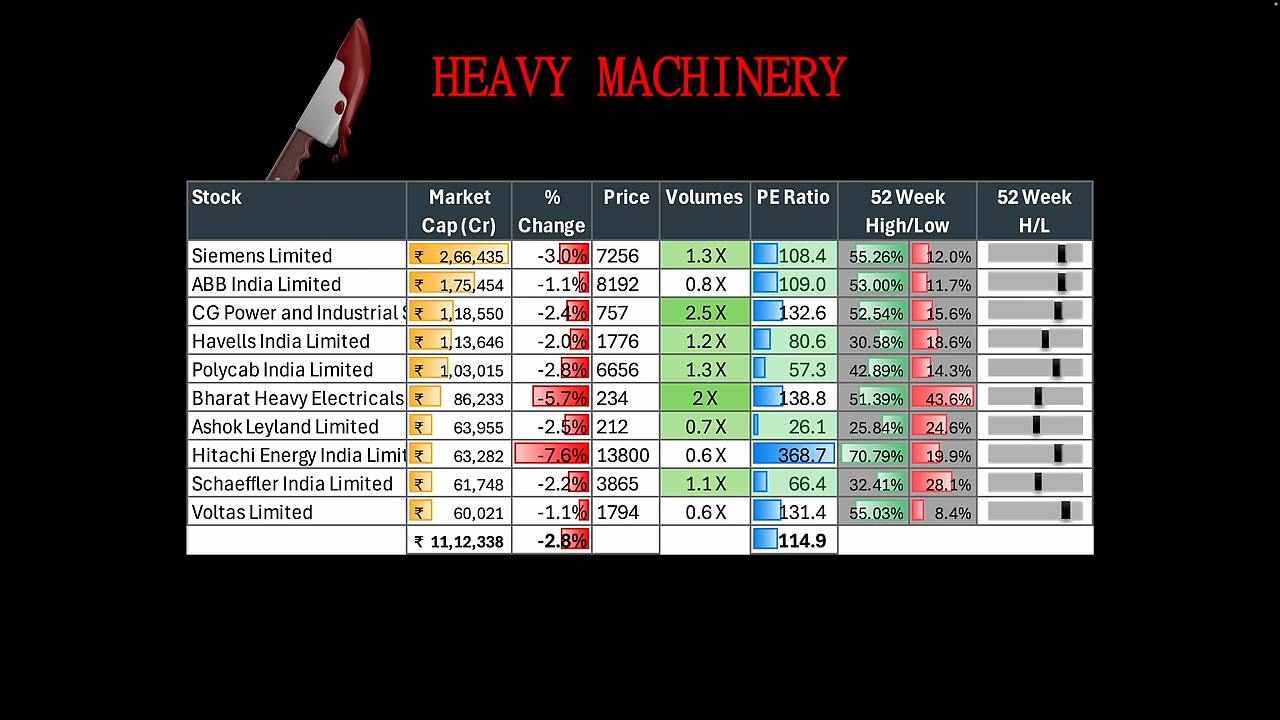 HEAVY MACHINERY
Stock Market Cap (Cr) % Change Price Volumes PE Ratio 52 Week High/Low 52 Week H/L
Siemens Limited ₹ 2,66,435 -3.0% 7256 1.3 X 108.4 55.26% 12.0%
ABB India Limited ₹ 1,75,454 -1.1% 8192 0.8 X 109.0 53.00% 11.7%
CG Power and Industrial ₹ 1,18,550 -2.4% 757 2.5 X 132.6 52.54% 15.6%
Havells India Limited ₹ 1,13,646 -2.0% 1776 1.2 X 80.6 30.58% 18.6%
Polycab India Limited ₹ 1,03,015 -2.8% 6656 1.3 X 57.3 42.89% 14.3%
Bharat Heavy Electricals ₹ 86,233 -5.7% 234 2 X 138.8 51.39% 43.6%
Ashok Leyland Limited ₹ 63,955 -2.5% 212 0.7 X 26.1 25.84% 24.6%
Hitachi Energy India Limit ₹ 63,282 -7.6% 13800 0.6 X 368.7 70.79% 19.9%
Schaeffler India Limited ₹ 61,748 -2.2% 3865 1.1 X 66.4 32.41% 28.1%
Voltas Limited ₹ 60,021 -1.1% 1794 0.6 X 131.4 55.03% 8.4%
₹ 11,12,338 -2.8% 114.9